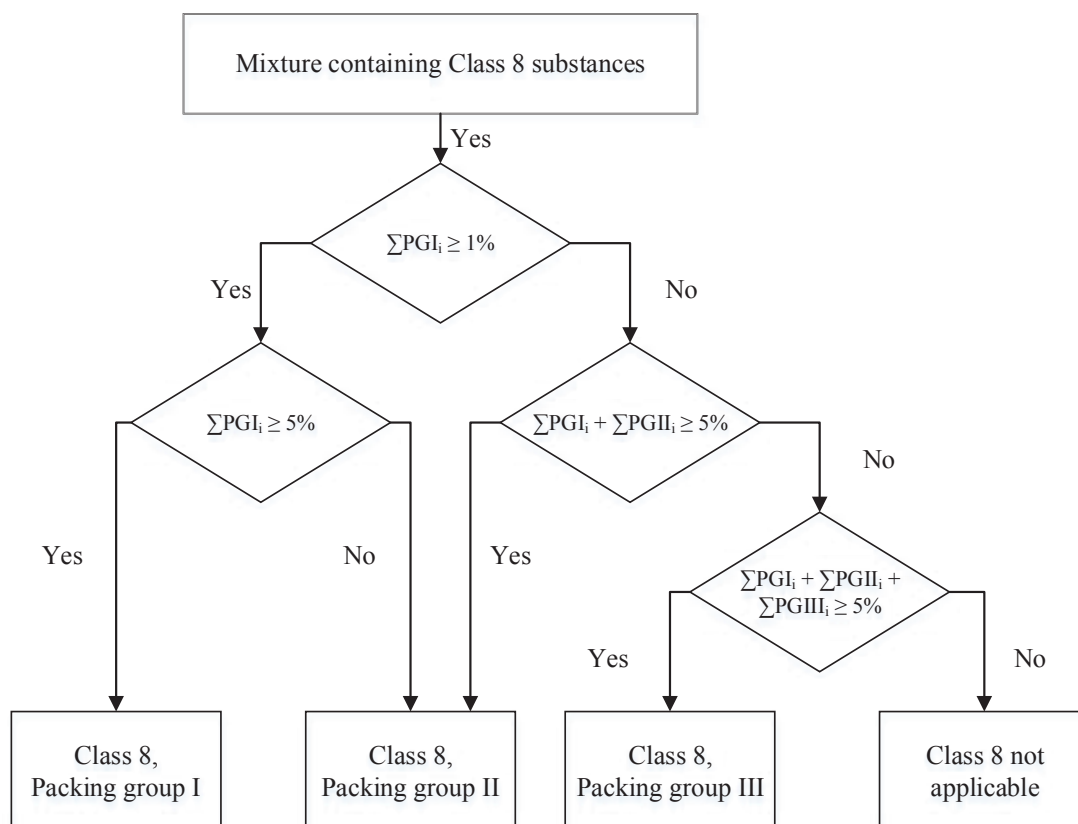 Mixture containing Class 8 substances
Yes
∑PGIᵢ ≥ 1%
Yes
No
∑PGIᵢ ≥ 5%
∑PGIᵢ + ∑PGIIᵢ ≥ 5%
No
Yes
No
Yes
∑PGIᵢ + ∑PGIIᵢ +
∑PGIIIᵢ ≥ 5%
Yes
No
Class 8,
Packing group I
Class 8,
Packing group II
Class 8,
Packing group III
Class 8 not
applicable